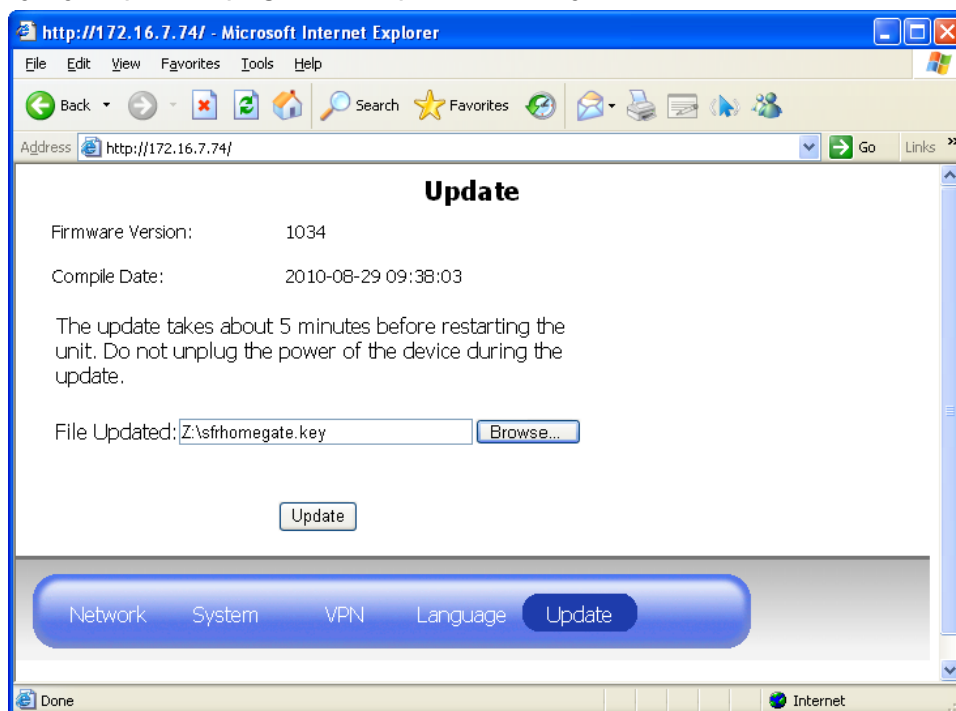 http://172.16.7.74/ - Microsoft Internet Explorer
File Edit View Favorites Tools Help
Back Search Favorites
Address http://172.16.7.74/ Go Links »
Update
Firmware Version: 1034
Compile Date: 2010-08-29 09:38:03
The update takes about 5 minutes before restarting the
unit. Do not unplug the power of the device during the
update.
File Updated: Z:\sfrhomegate.key Browse...
Update
Network System VPN Language Update
Done Internet